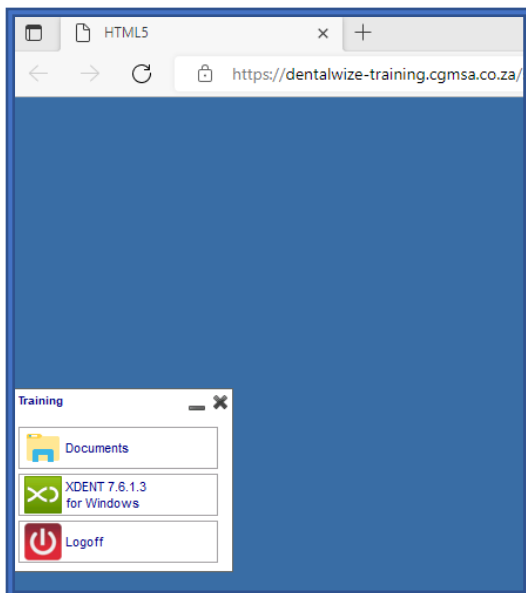 HTML5
https://dentalwize-training.cgmsa.co.za/
Training
Documents
XDENT 7.6.1.3
for Windows
Logoff